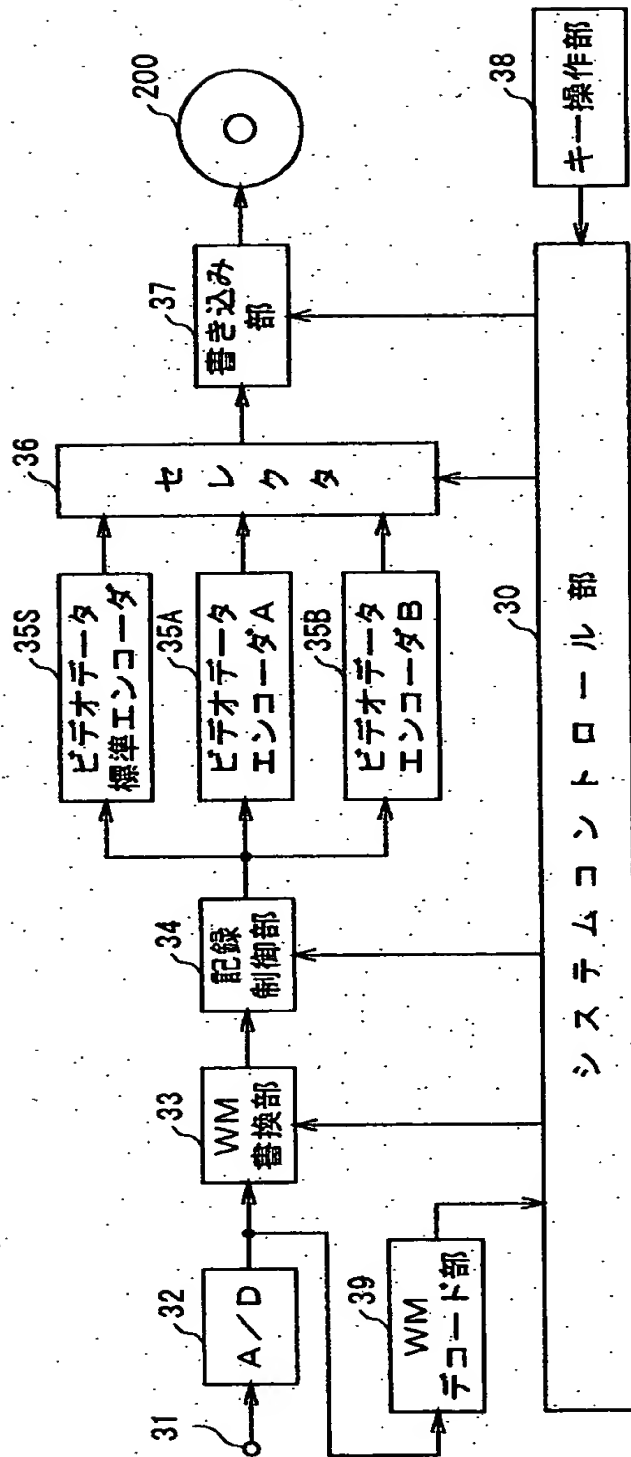 31
32
A/D
33
WM
書換部
34
記録
制御部
35S
ビデオデータ
標準エンコーダ
35A
ビデオデータ
エンコーダA
35B
ビデオデータ
エンコーダB
36
セレクタ
37
書き込み
部
200
39
WM
デコード部
30
システムコントロール部
38
キー操作部